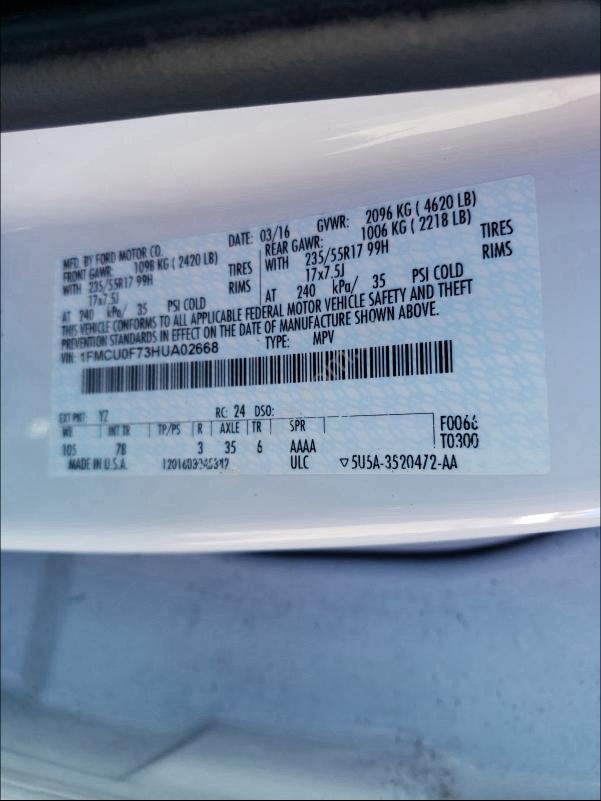 MFD. BY FORD MOTOR CO.
DATE: 03/16 GVWR: 2096 KG ( 4620 LB)
FRONT GAWR: 1098 KG ( 2420 LB) REAR GAWR: 1006 KG ( 2218 LB)
WITH 235/55R17 99H TIRES WITH 235/55R17 99H TIRES
17x7.5J RIMS 17x7.5J RIMS
AT 240 kPa/ 35 PSI COLD AT 240 kPa/ 35 PSI COLD
THIS VEHICLE CONFORMS TO ALL APPLICABLE FEDERAL MOTOR VEHICLE SAFETY AND THEFT
PREVENTION STANDARDS IN EFFECT ON THE DATE OF MANUFACTURE SHOWN ABOVE.
VIN: 1FMCU0F73HUA02668 TYPE: MPV
EXT PNT: YZ RC: 24 DSO: F0066
WB INT TR TP/PS R AXLE TR SPR T0300
105 7B 3 35 6 AAAA
MADE IN U.S.A. ULC ▽5U5A-3520472-AA